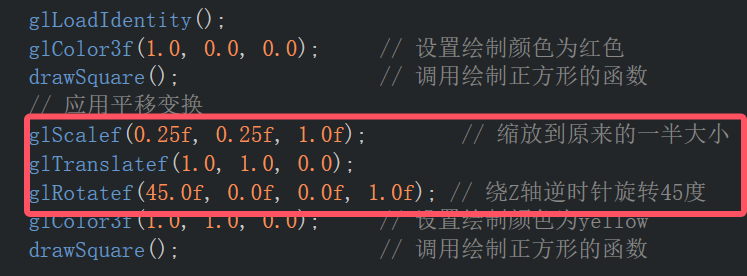 glLoadIdentity();
glColor3f(1.0, 0.0, 0.0);     // 设置绘制颜色为红色
drawSquare();                 // 调用绘制正方形的函数
// 应用平移变换
glScalef(0.25f, 0.25f, 1.0f);       // 缩放到原来的一半大小
glTranslatef(1.0, 1.0, 0.0);
glRotatef(45.0f, 0.0f, 0.0f, 1.0f); // 绕Z轴逆时针旋转45度
glColor3f(1.0, 1.0, 0.0);     // 设置绘制颜色为yellow
drawSquare();                 // 调用绘制正方形的函数